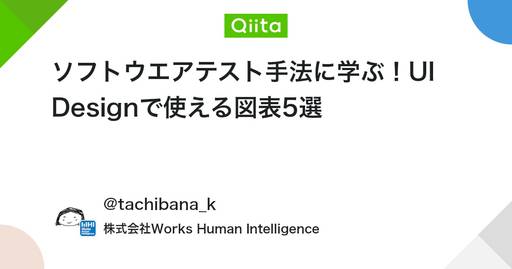 Qiita
ソフトウエアテスト手法に学ぶ！UI
Designで使える図表5選
@tachibana_k
株式会社Works Human Intelligence